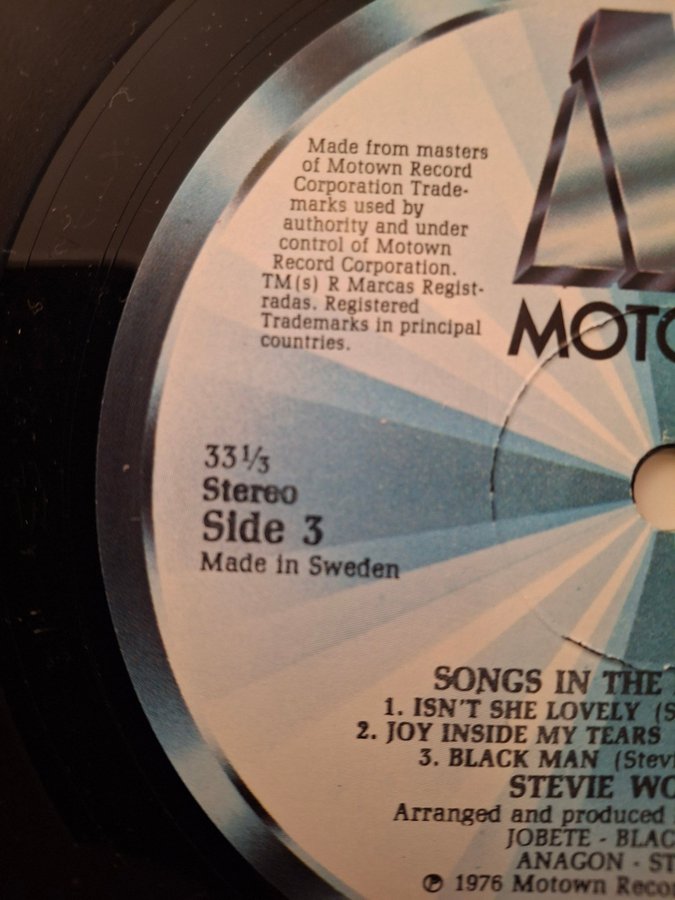 Made from masters
of Motown Record
Corporation Trade-
marks used by
authority and under
control of Motown
Record Corporation.
TM(s) R Marcas Regist-
radas. Registered
Trademarks in principal
countries.
MOTO
33⅓
Stereo
Side 3
Made in Sweden
SONGS IN THE
1. ISN'T SHE LOVELY (S
2. JOY INSIDE MY TEARS
3. BLACK MAN (Stevi
STEVIE WO
Arranged and produced
JOBETE - BLAC
ANAGON - ST
℗ 1976 Motown Recor